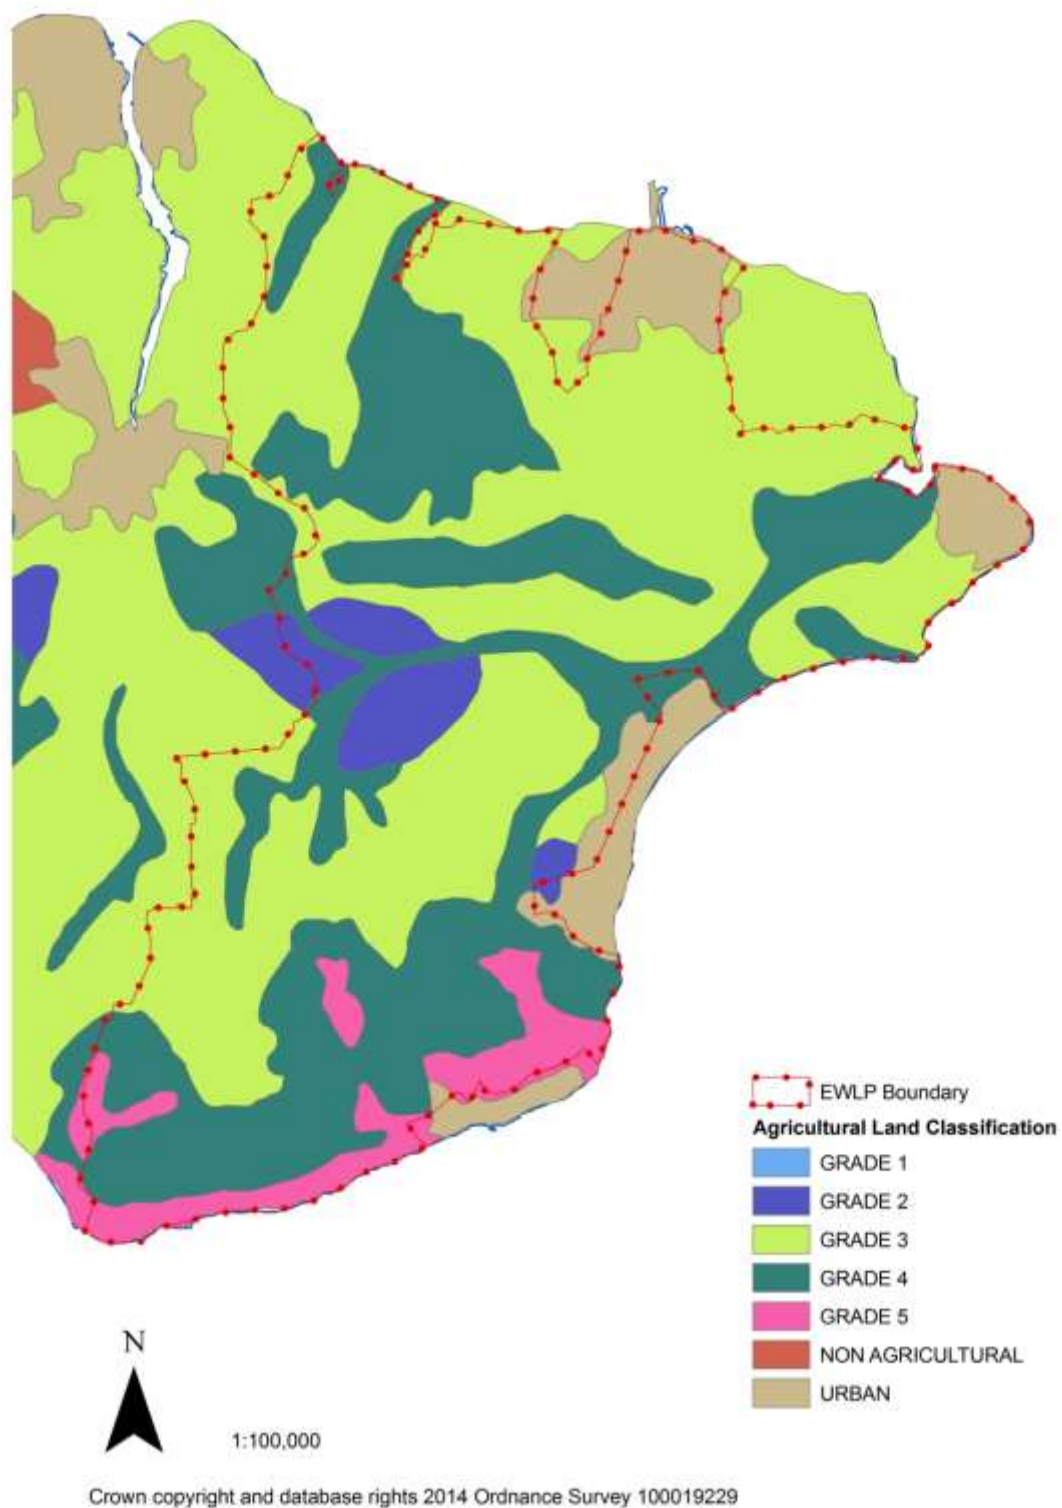 EWLP Boundary
Agricultural Land Classification
GRADE 1
GRADE 2
GRADE 3
GRADE 4
GRADE 5
NON AGRICULTURAL
URBAN
N
1:100,000
Crown copyright and database rights 2014 Ordnance Survey 100019229